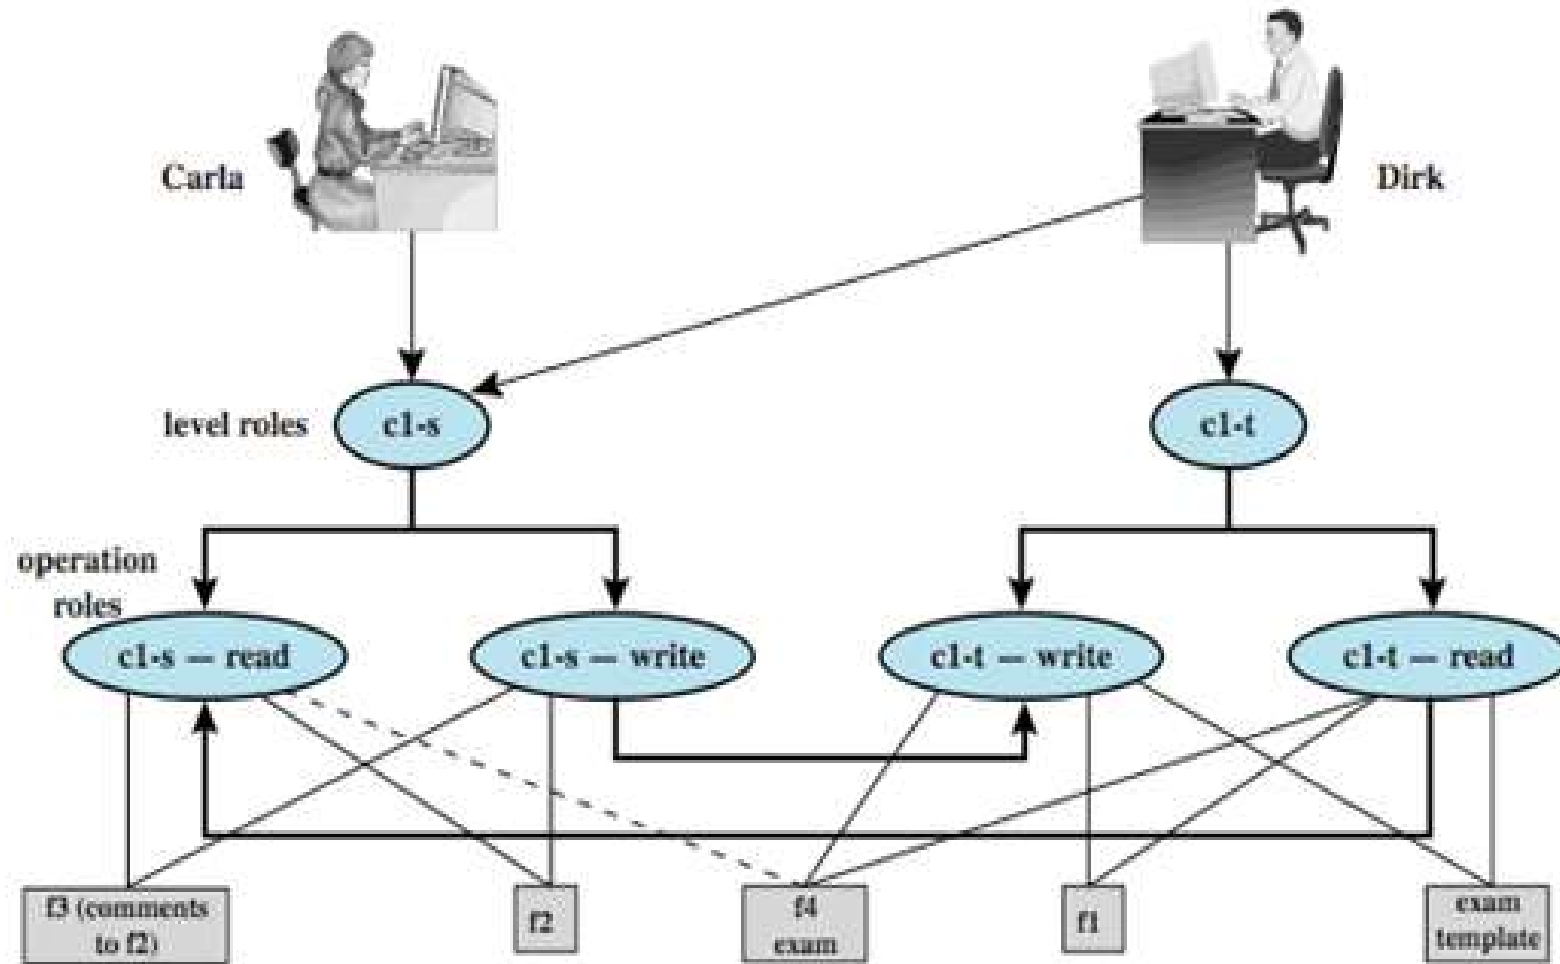 Carla
Dirk
level roles
c1-s
c1-t
operation
roles
c1-s — read
c1-s — write
c1-t — write
c1-t — read
f3 (comments
to f2)
f2
f4
exam
f1
exam
template